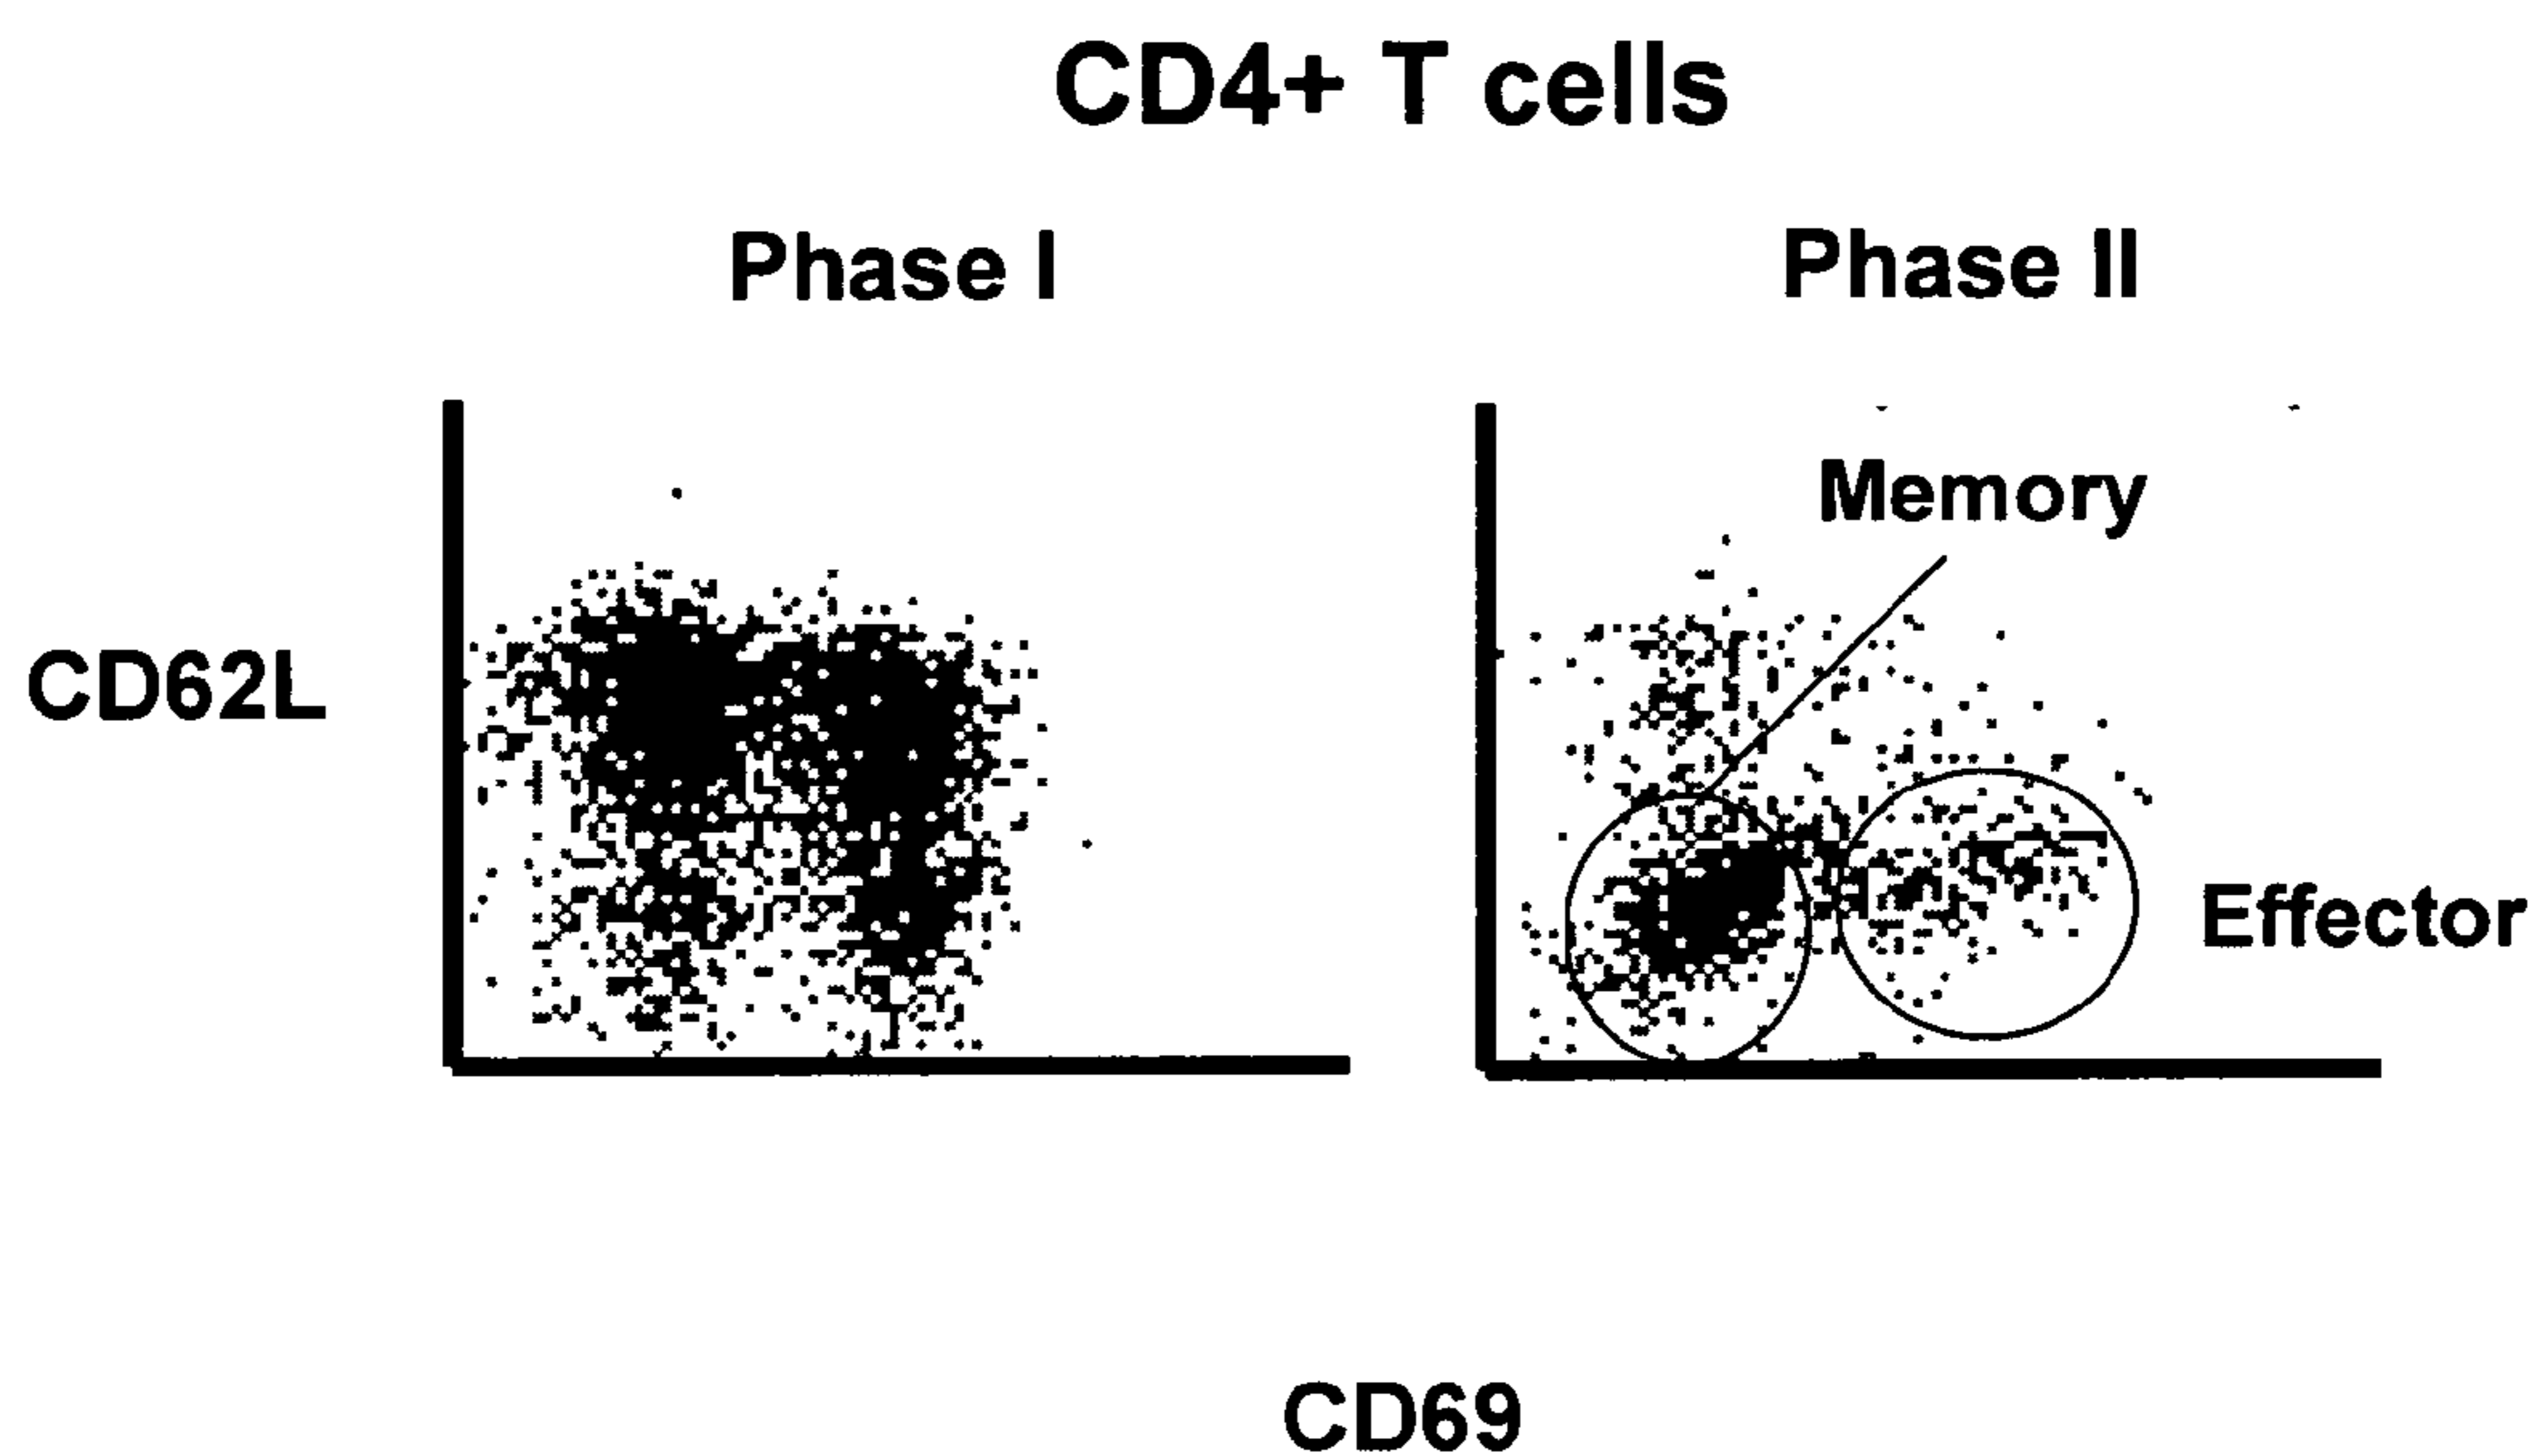 CD4+ T cells
Phase I
Phase II
Memory
CD62L
Effector
CD69